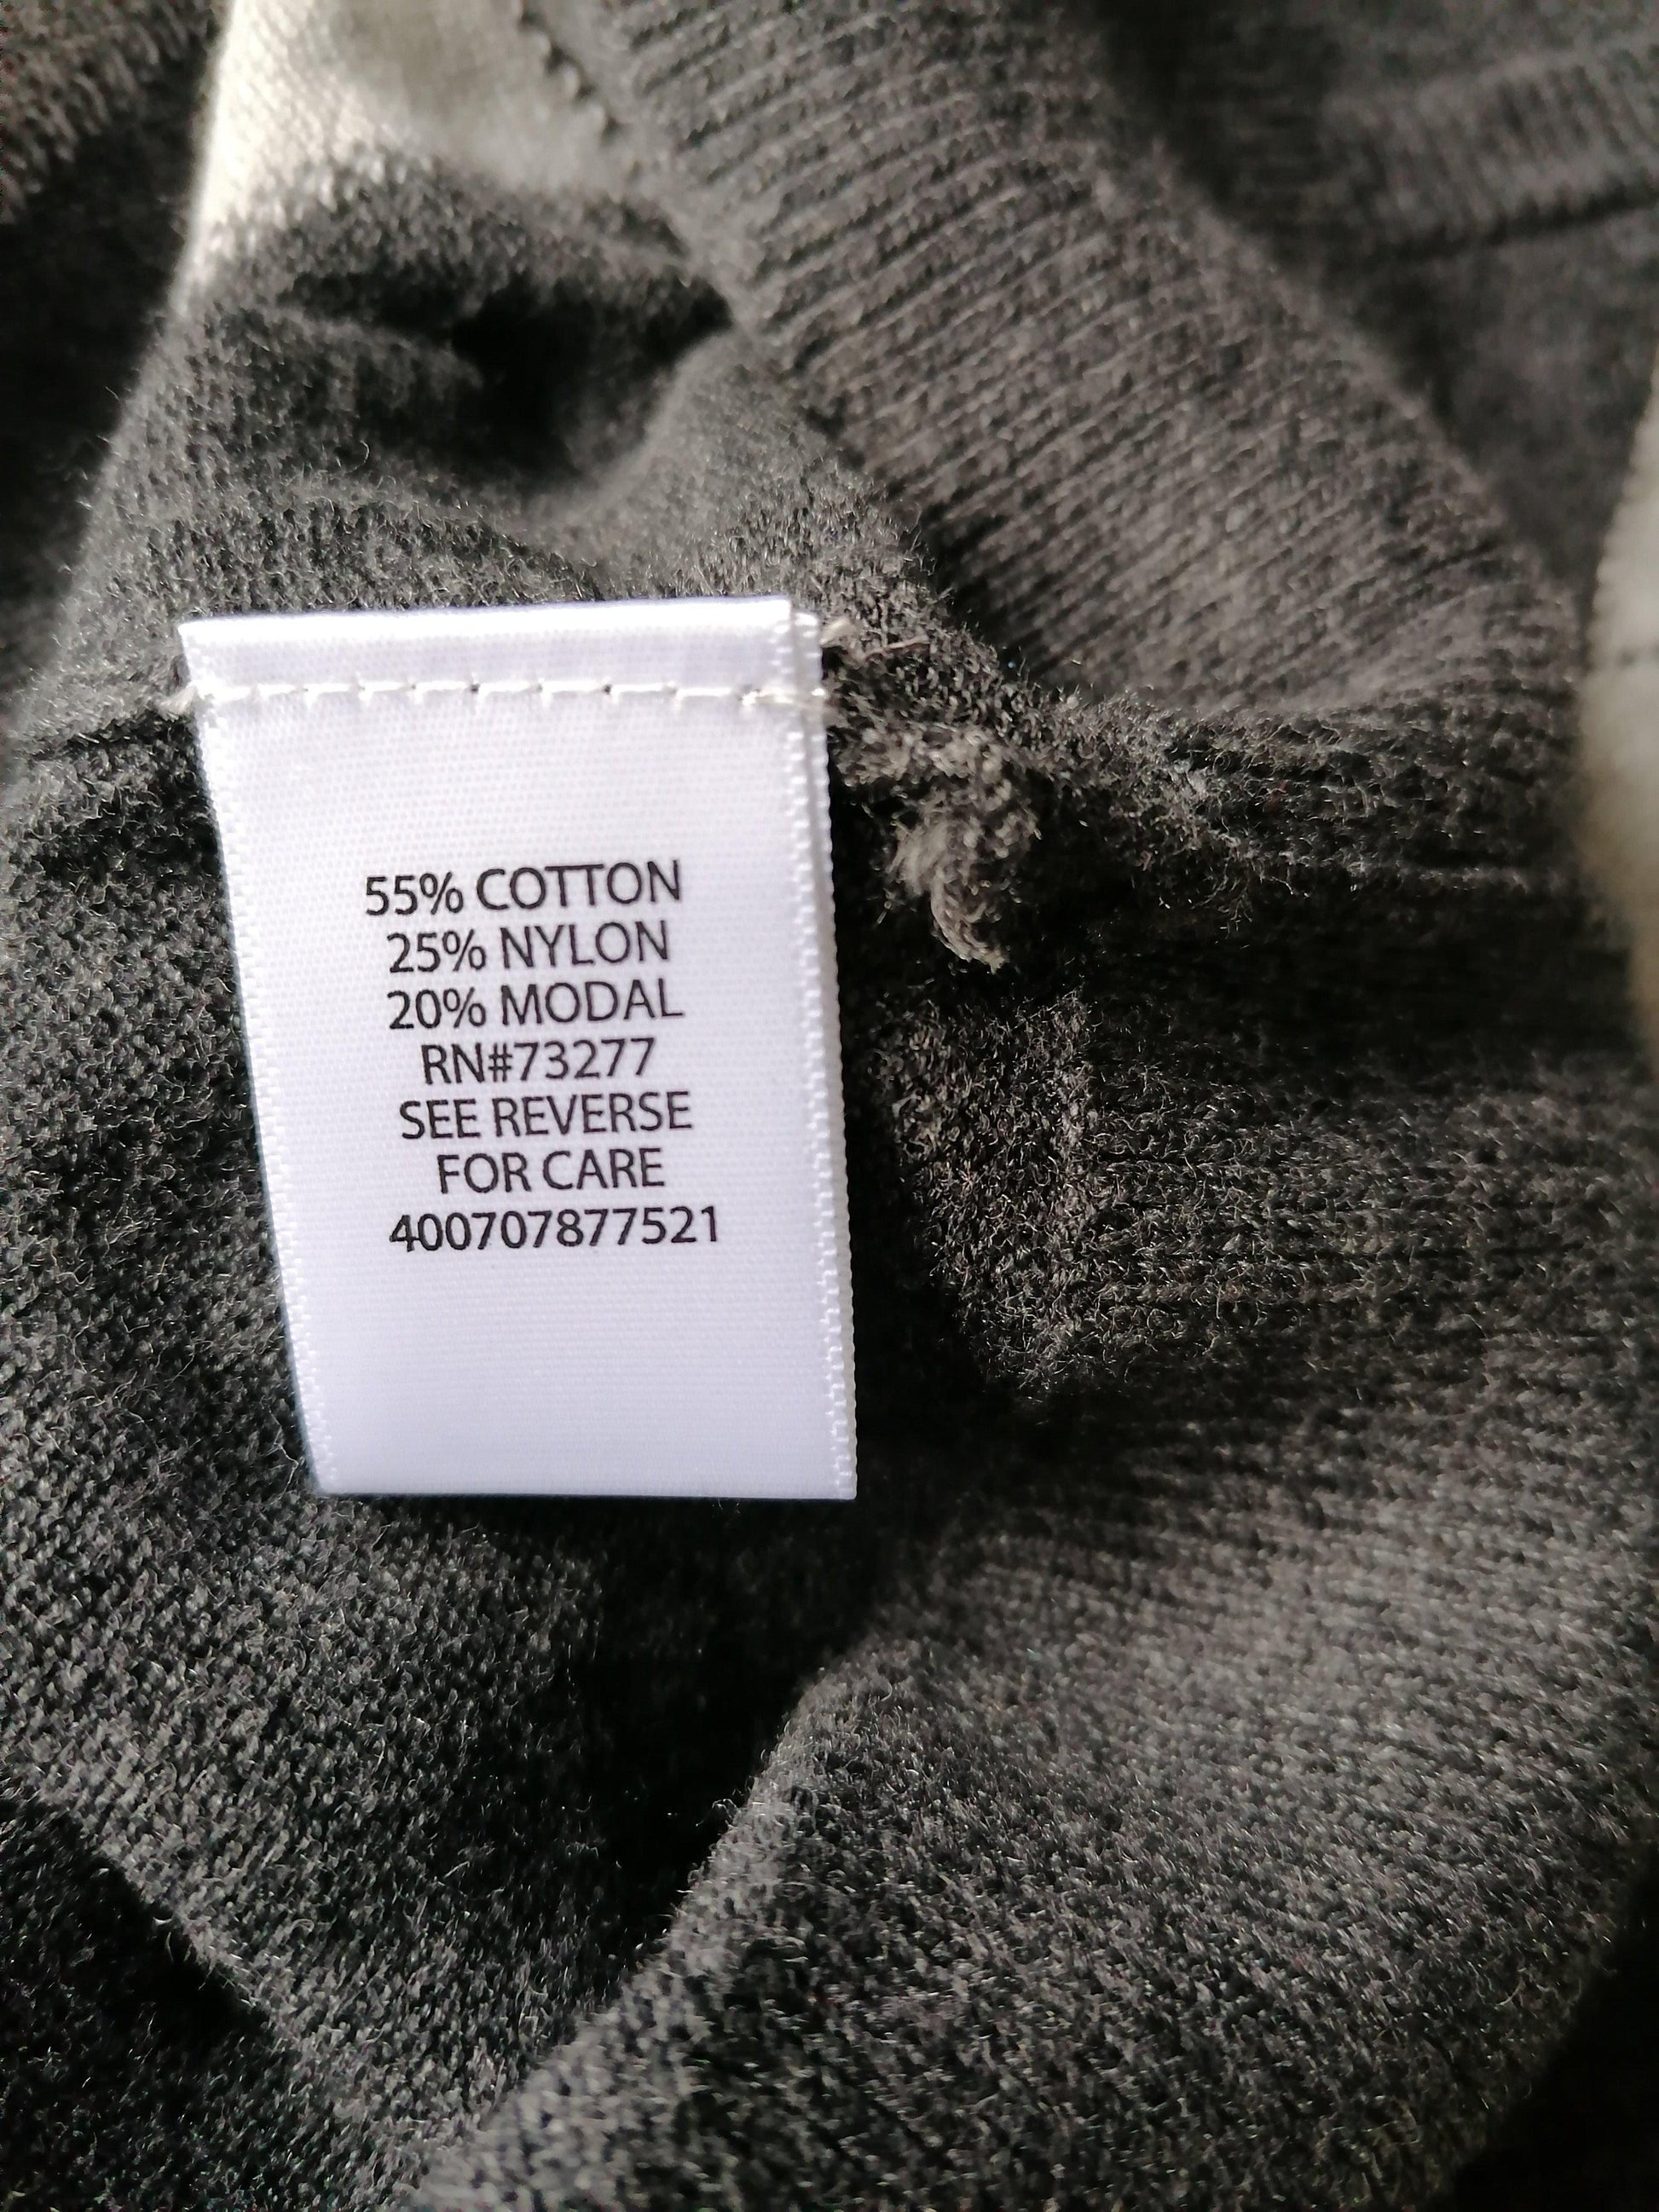 55% COTTON
25% NYLON
20% MODAL
RN#73277
SEE REVERSE
FOR CARE
400707877521